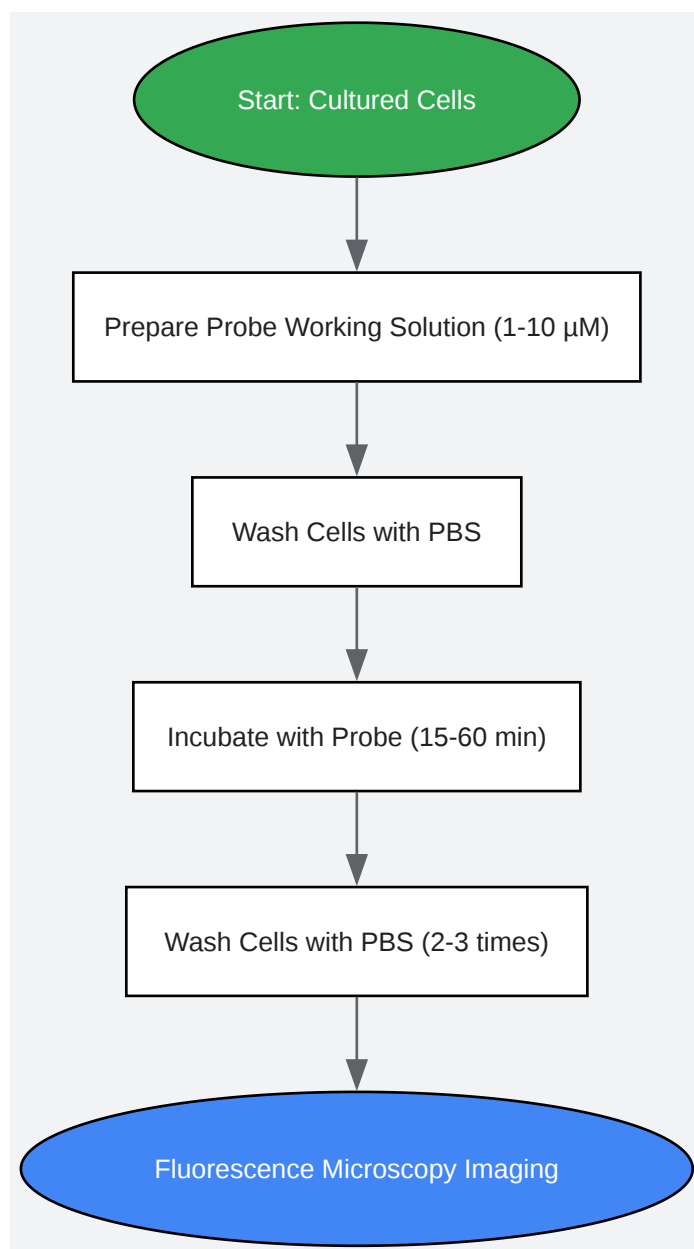 Start: Cultured Cells
Prepare Probe Working Solution (1-10 µM)
Wash Cells with PBS
Incubate with Probe (15-60 min)
Wash Cells with PBS (2-3 times)
Fluorescence Microscopy Imaging